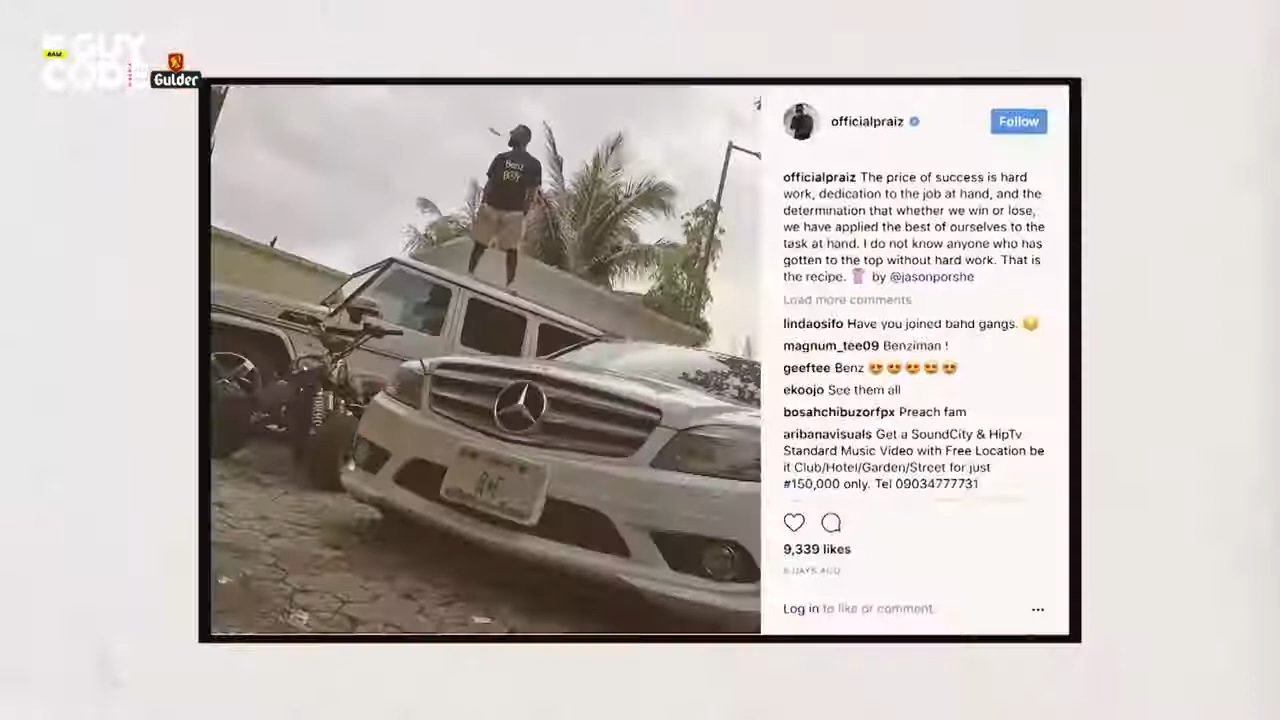 GUY
BASE
CODE
Gulder
officialpraiz
Follow
Benz
Boy
officialpraiz The price of success is hard
work, dedication to the job at hand, and the
determination that whether we win or lose,
we have applied the best of ourselves to the
task at hand. I do not know anyone who has
gotten to the top without hard work. That is
the recipe. 👚 by @jasonporshe
Load more comments
lindaosifo Have you joined bahd gangs. 😏
magnum_tee09 Benziman !
geeftee Benz 😍😍😍😍😍
ekoojo See them all
bosahchibuzorfpx Preach fam
aribanavisuals Get a SoundCity & HipTv
Standard Music Video with Free Location be
it Club/Hotel/Garden/Street for just
#150,000 only. Tel 09034777731
9,339 likes
6 DAYS AGO
Log in to like or comment.